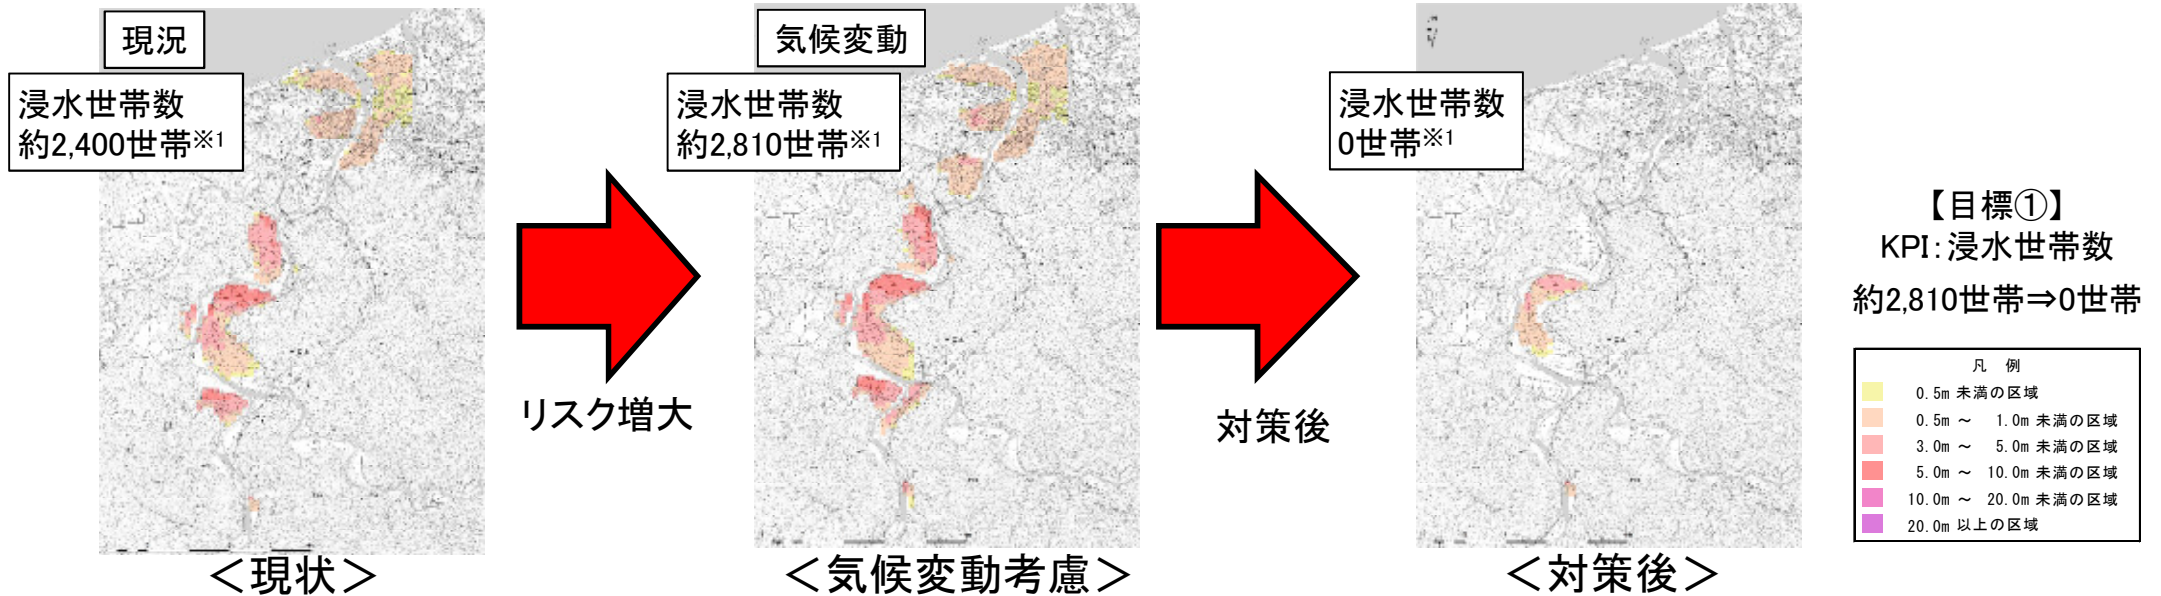 現況
浸水世帯数
約2,400世帯※1
＜現状＞
リスク増大
気候変動
浸水世帯数
約2,810世帯※1
＜気候変動考慮＞
対策後
浸水世帯数
0世帯※1
＜対策後＞
【目標①】
KPI：浸水世帯数
約2,810世帯⇒0世帯
凡 例
0.5m 未満の区域
0.5m ～ 1.0m 未満の区域
3.0m ～ 5.0m 未満の区域
5.0m ～ 10.0m 未満の区域
10.0m ～ 20.0m 未満の区域
20.0m 以上の区域